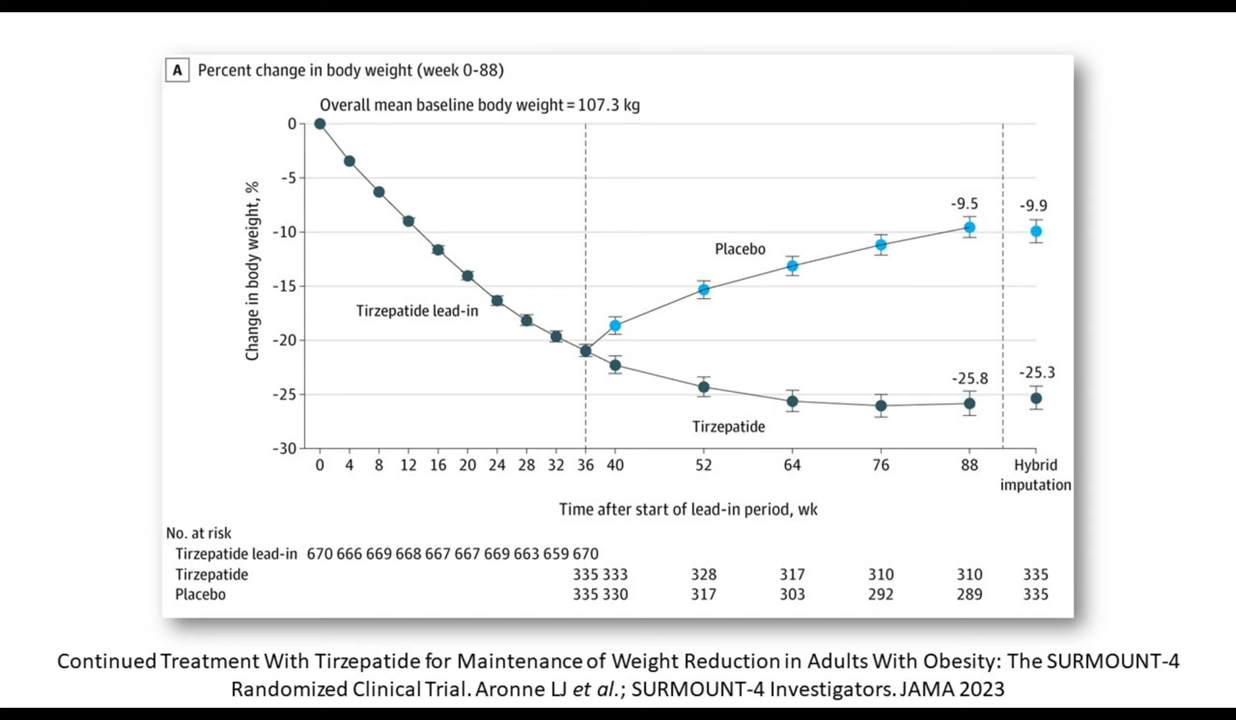 A Percent change in body weight (week 0-88)
Overall mean baseline body weight = 107.3 kg
0
-5
-10
-15
-20
-25
-30
Change in body weight, %
-9.5
-9.9
Placebo
Tirzepatide lead-in
-25.8
-25.3
Tirzepatide
0 4 8 12 16 20 24 28 32 36 40 52 64 76 88 Hybrid
imputation
Time after start of lead-in period, wk
No. at risk
Tirzepatide lead-in 670 666 669 668 667 667 669 663 659 670
Tirzepatide 335 333 328 317 310 310 335
Placebo 335 330 317 303 292 289 335
Continued Treatment With Tirzepatide for Maintenance of Weight Reduction in Adults With Obesity: The SURMOUNT-4
Randomized Clinical Trial. Aronne LJ et al.; SURMOUNT-4 Investigators. JAMA 2023